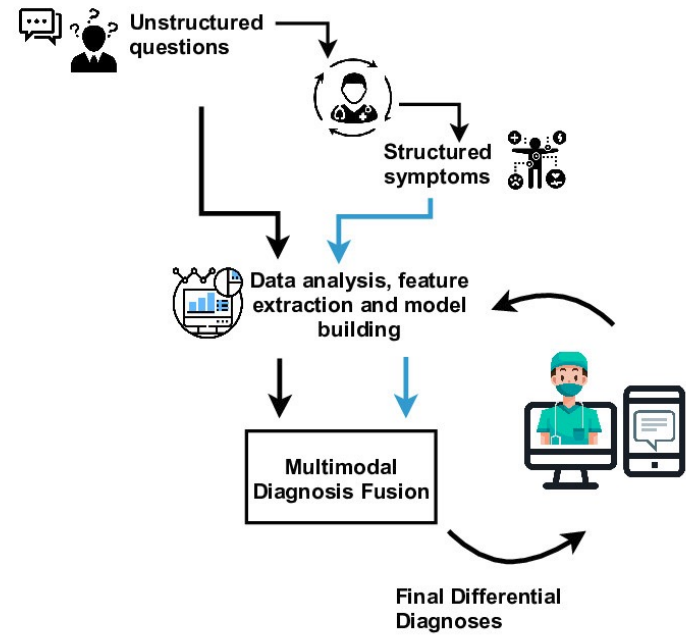 Unstructured
questions
Structured
symptoms
Data analysis, feature
extraction and model
building
Multimodal
Diagnosis Fusion
Final Differential
Diagnoses